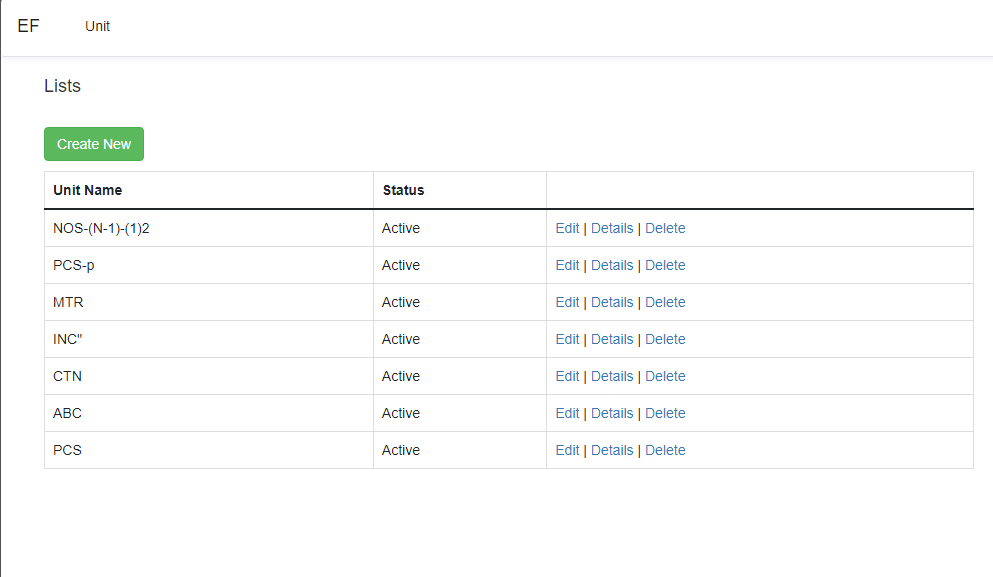 EF Unit
Lists
Create New
Unit Name Status
NOS-(N-1)-(1)2 Active Edit | Details | Delete
PCS-p Active Edit | Details | Delete
MTR Active Edit | Details | Delete
INC" Active Edit | Details | Delete
CTN Active Edit | Details | Delete
ABC Active Edit | Details | Delete
PCS Active Edit | Details | Delete